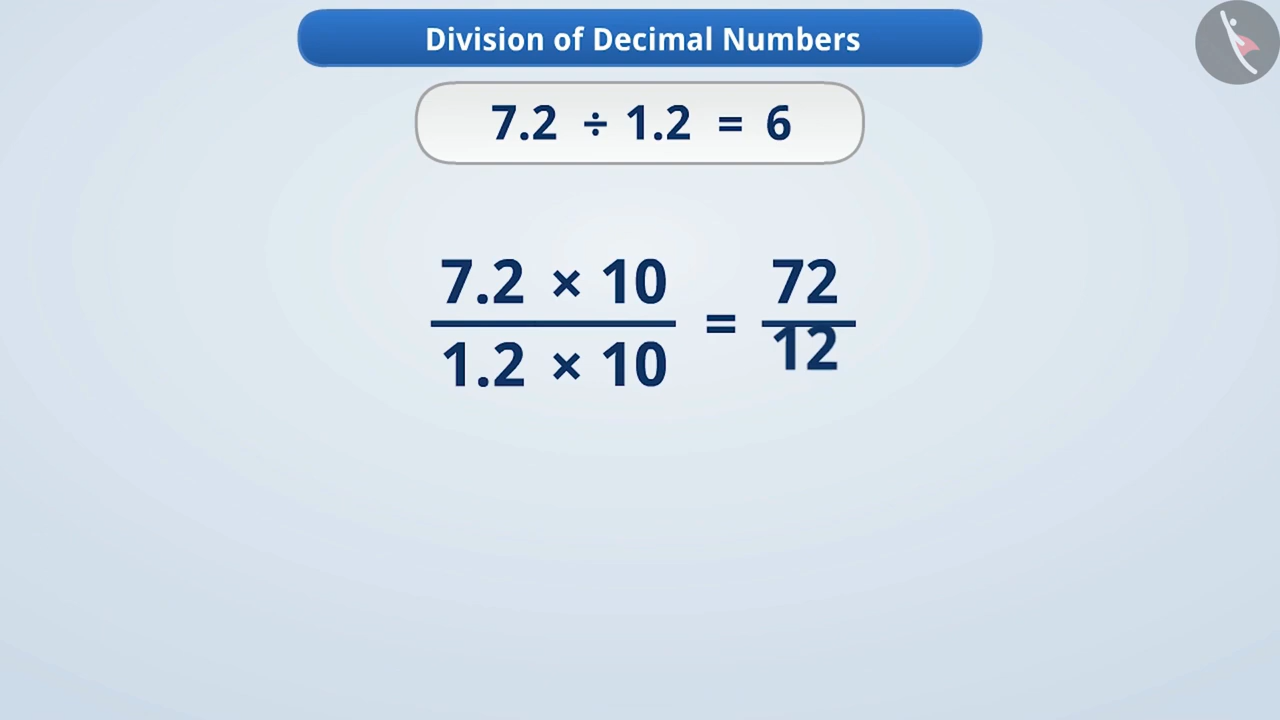 Division of Decimal Numbers
7.2 ÷ 1.2 = 6
7.2 × 10
1.2 × 10
=
72
12